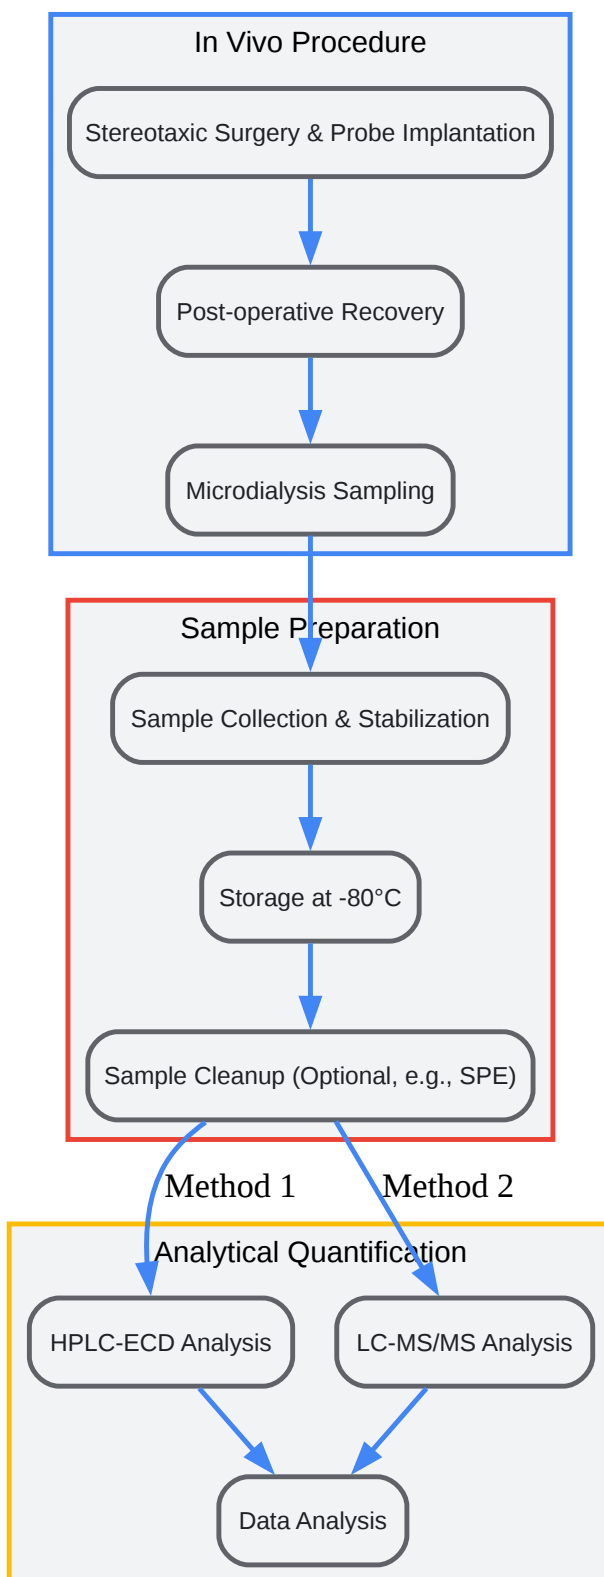 In Vivo Procedure
Stereotaxic Surgery & Probe Implantation
Post-operative Recovery
Microdialysis Sampling
Sample Preparation
Sample Collection & Stabilization
Storage at -80°C
Sample Cleanup (Optional, e.g., SPE)
Method 1
Method 2
Analytical Quantification
HPLC-ECD Analysis
LC-MS/MS Analysis
Data Analysis